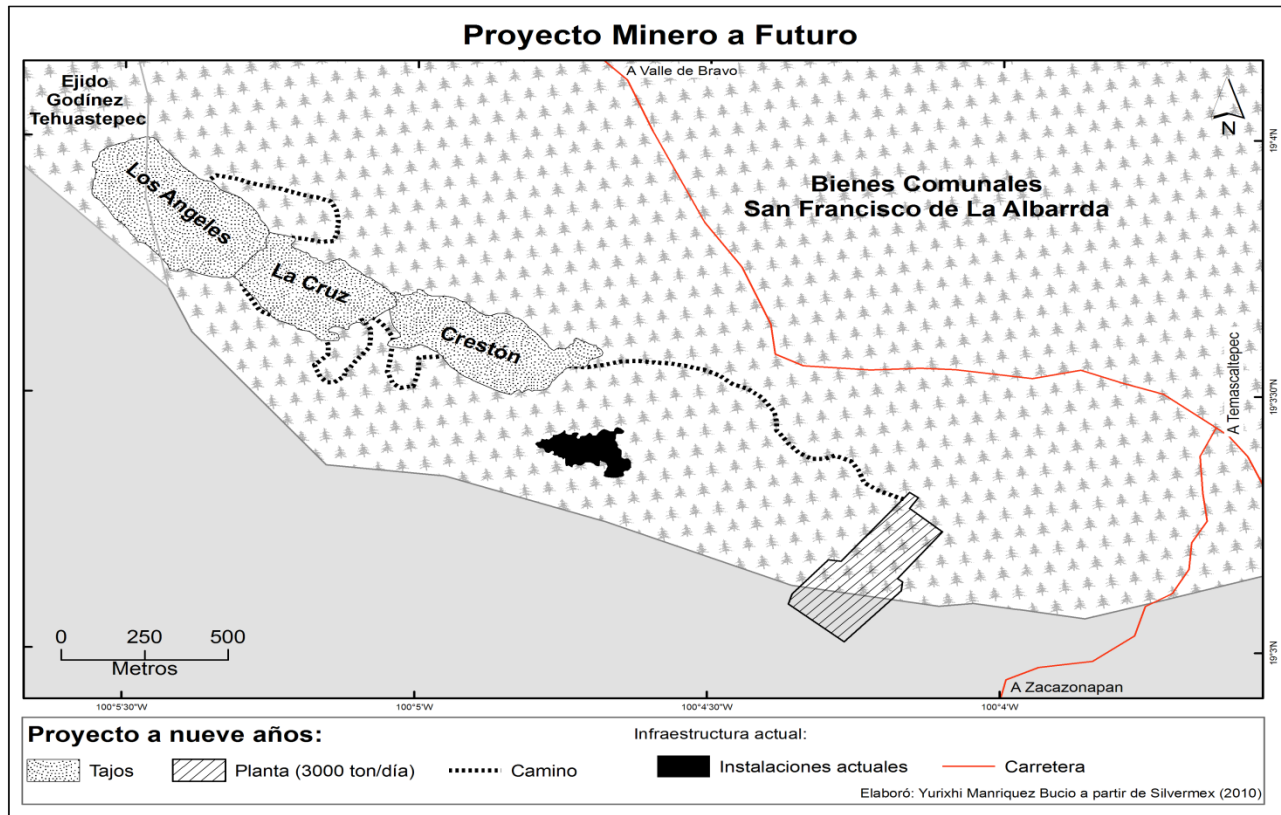 Proyecto Minero a Futuro
A Valle de Bravo
Ejido
Godínez
Tehuastepec
N
19°4'N
Bienes Comunales
San Francisco de La Albarrda
Los Angeles
La Cruz
Crestón
A Temascaltepec
19°3'30"N
0 250 500
Metros
19°3'N
A Zacazonapan
100°5'30"W 100°5'W 100°4'30"W 100°4'W
Proyecto a nueve años:
Infraestructura actual:
Tajos Planta (3000 ton/día) Camino Instalaciones actuales Carretera
Elaboró: Yurixhi Manriquez Bucio a partir de Silvermex (2010)